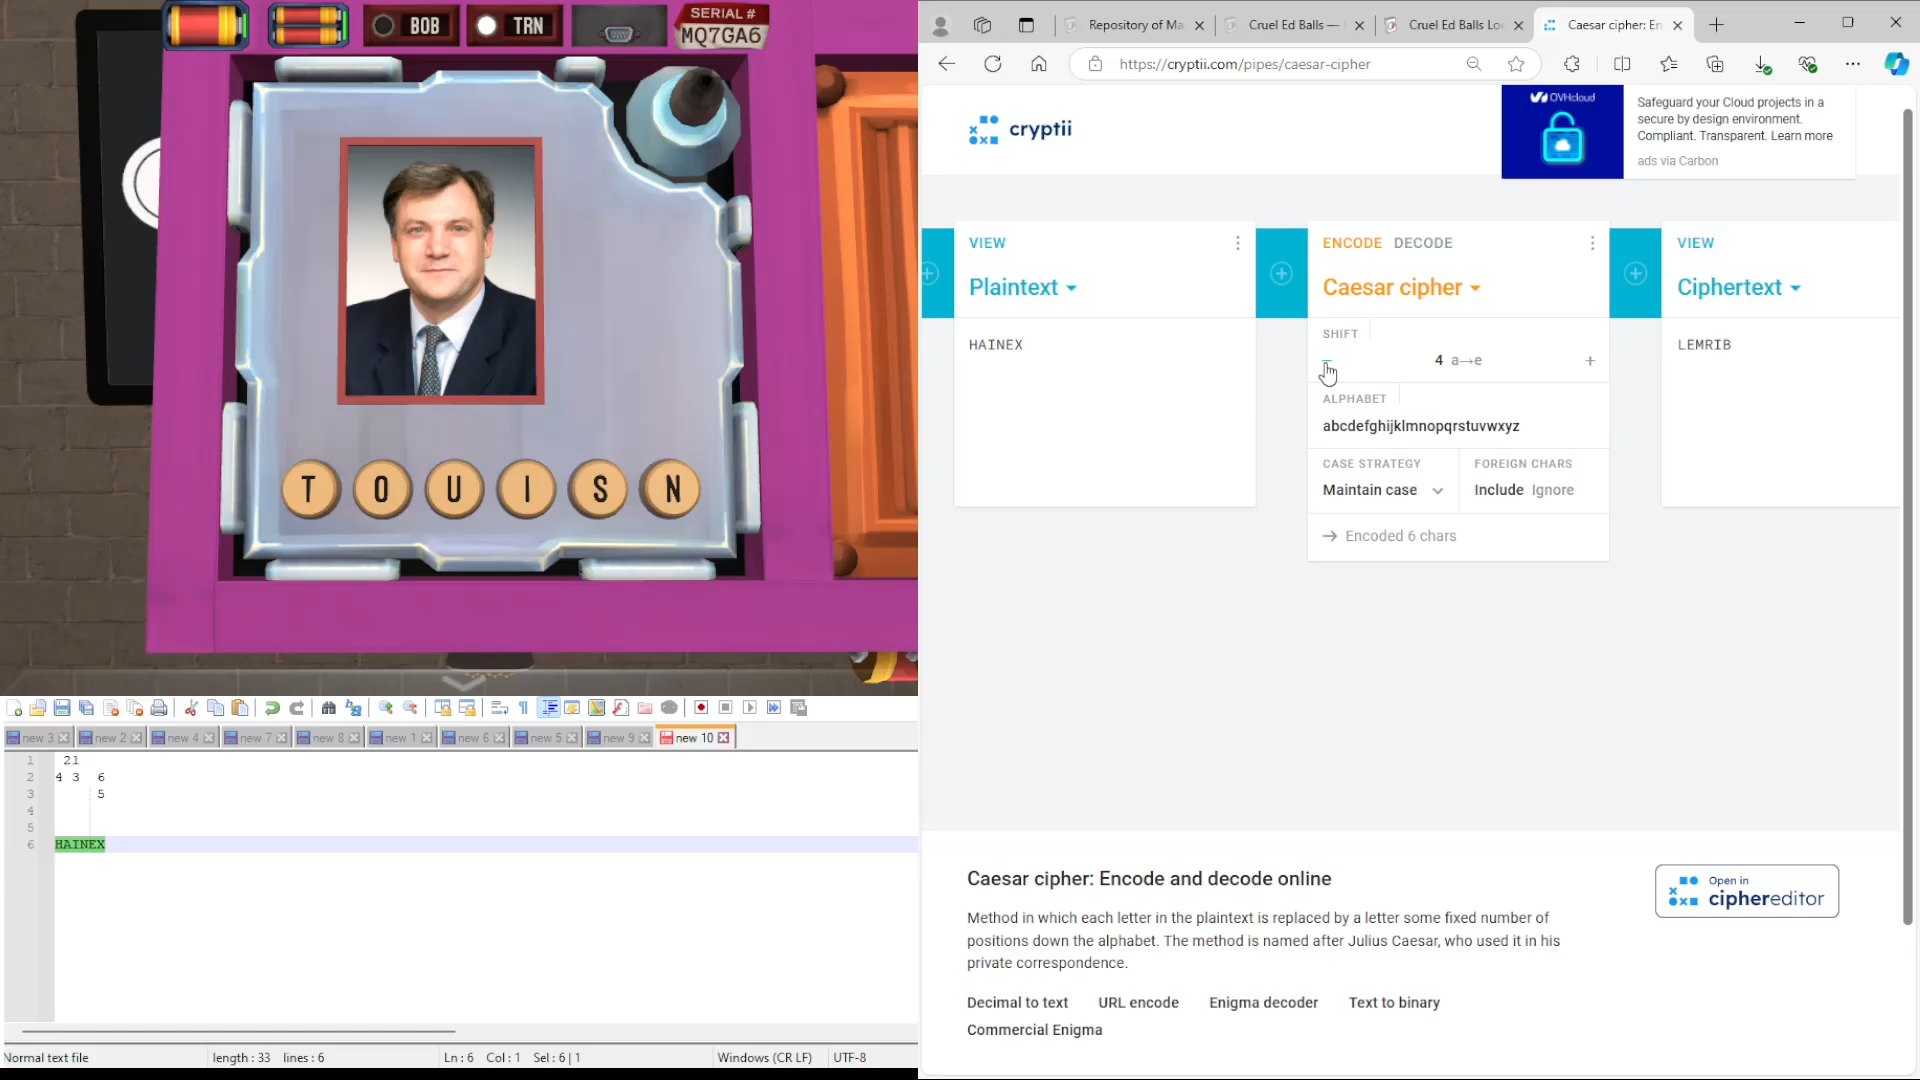 BOB
TRN
SERIAL #
MQ7GA6
T O U I S N
new 3
new 2
new 4
new 7
new 8
new 1
new 6
new 5
new 9
new 10
1 21
2 4 3 6
3 5
4
5
6 HAINEX
Normal text file
length : 33 lines : 6
Ln : 6 Col : 1 Sel : 6 | 1
Windows (CR LF)
UTF-8
Repository of Ma
Cruel Ed Balls —
Cruel Ed Balls Lo
Caesar cipher: En
https://cryptii.com/pipes/caesar-cipher
cryptii
OVHcloud
Safeguard your Cloud projects in a
secure by design environment.
Compliant. Transparent. Learn more
ads via Carbon
VIEW
Plaintext
HAINEX
ENCODE DECODE
Caesar cipher
SHIFT
− 4 a→e +
ALPHABET
abcdefghijklmnopqrstuvwxyz
CASE STRATEGY
Maintain case
FOREIGN CHARS
Include Ignore
→ Encoded 6 chars
VIEW
Ciphertext
LEMRIB
Caesar cipher: Encode and decode online
Method in which each letter in the plaintext is replaced by a letter some fixed number of
positions down the alphabet. The method is named after Julius Caesar, who used it in his
private correspondence.
Decimal to text
URL encode
Enigma decoder
Text to binary
Commercial Enigma
Open in
ciphereditor